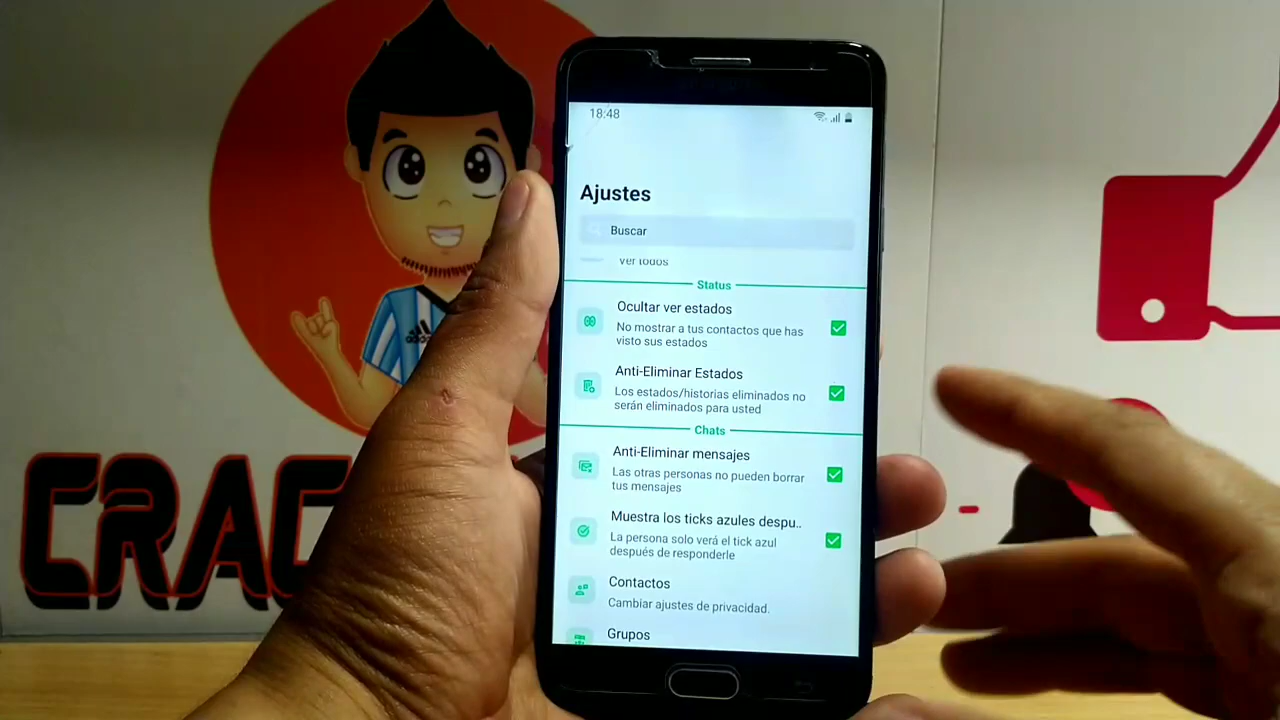 18:48
Ajustes
Buscar
Ver todos
Status
Ocultar ver estados
No mostrar a tus contactos que has
visto sus estados
Anti-Eliminar Estados
Los estados/historias eliminados no
serán eliminados para usted
Chats
Anti-Eliminar mensajes
Las otras personas no pueden borrar
tus mensajes
Muestra los ticks azules despu..
La persona solo verá el tick azul
después de responderle
Contactos
Cambiar ajustes de privacidad.
Grupos
CRAC
adidas